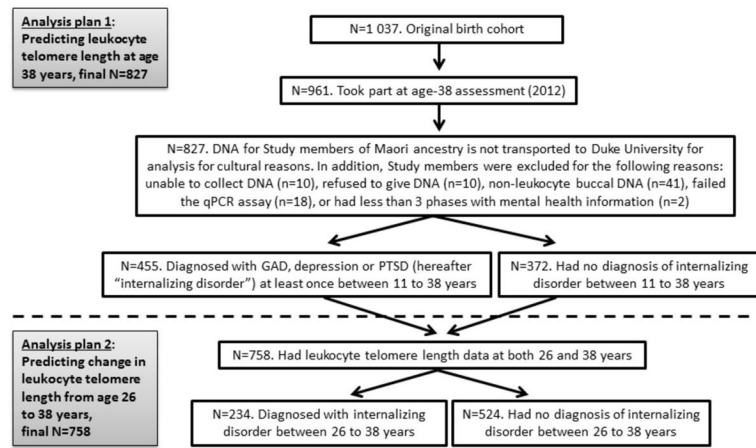 Analysis plan 1:
Predicting leukocyte
telomere length at age
38 years, final N=827
N=1 037. Original birth cohort
N=961. Took part at age-38 assessment (2012)
N=827. DNA for Study members of Maori ancestry is not transported to Duke University for
analysis for cultural reasons. In addition, Study members were excluded for the following reasons:
unable to collect DNA (n=10), refused to give DNA (n=10), non-leukocyte buccal DNA (n=41), failed
the qPCR assay (n=18), or had less than 3 phases with mental health information (n=2)
N=455. Diagnosed with GAD, depression or PTSD (hereafter
“internalizing disorder”) at least once between 11 to 38 years
N=372. Had no diagnosis of internalizing
disorder between 11 to 38 years
Analysis plan 2:
Predicting change in
leukocyte telomere
length from age 26
to 38 years,
final N=758
N=758. Had leukocyte telomere length data at both 26 and 38 years
N=234. Diagnosed with internalizing
disorder between 26 to 38 years
N=524. Had no diagnosis of internalizing
disorder between 26 to 38 years